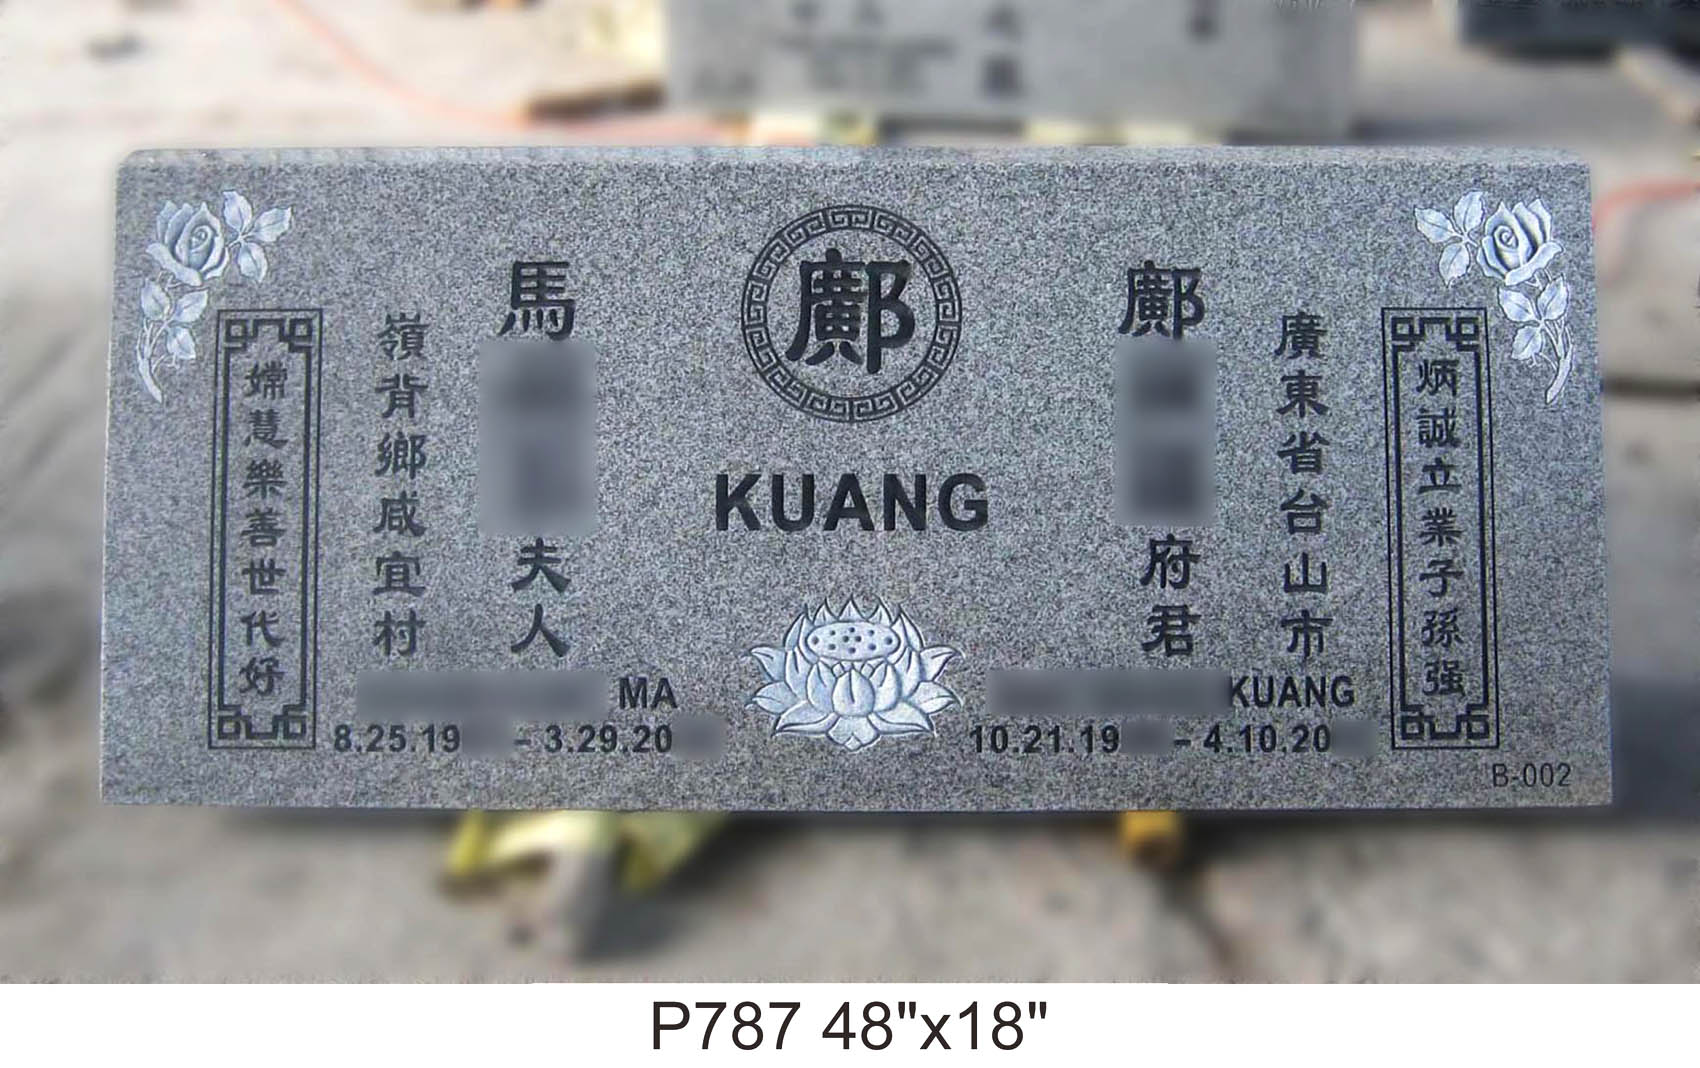 鄺
KUANG
炳誠立業子孫强
廣東省台山市
鄺
府君
KUANG
10.21.19 – 4.10.20
馬
夫人
嶺背鄉咸宜村
嫦慧樂善世代好
MA
8.25.19 – 3.29.20
B-002
P787 48"x18"